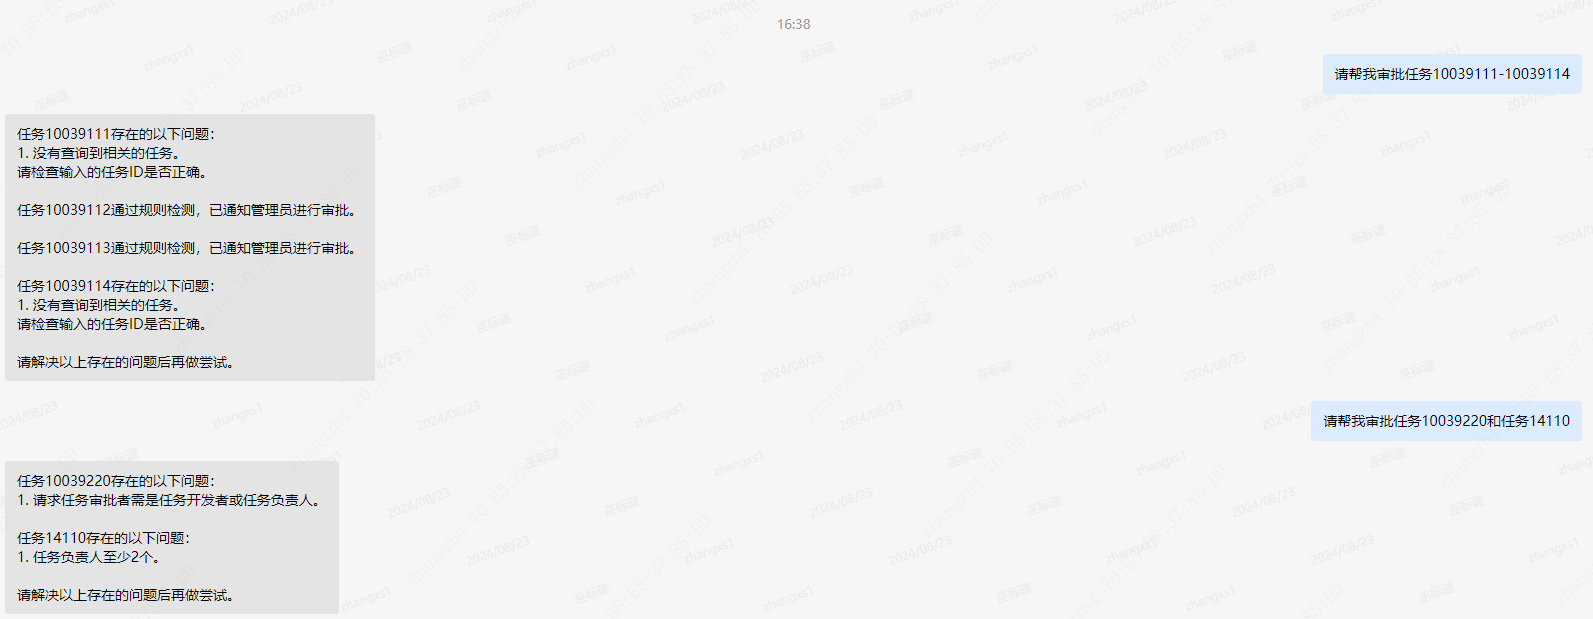 16:38
请帮我审批任务10039111-10039114
任务10039111存在的以下问题：
1. 没有查询到相关的任务。
请检查输入的任务ID是否正确。
任务10039112通过规则检测，已通知管理员进行审批。
任务10039113通过规则检测，已通知管理员进行审批。
任务10039114存在的以下问题：
1. 没有查询到相关的任务。
请检查输入的任务ID是否正确。
请解决以上存在的问题后再做尝试。
请帮我审批任务10039220和任务14110
任务10039220存在的以下问题：
1. 请求任务审批者需是任务开发者或任务负责人。
任务14110存在的以下问题：
1. 任务负责人至少2个。
请解决以上存在的问题后再做尝试。
zhangxs1
2024/08/23